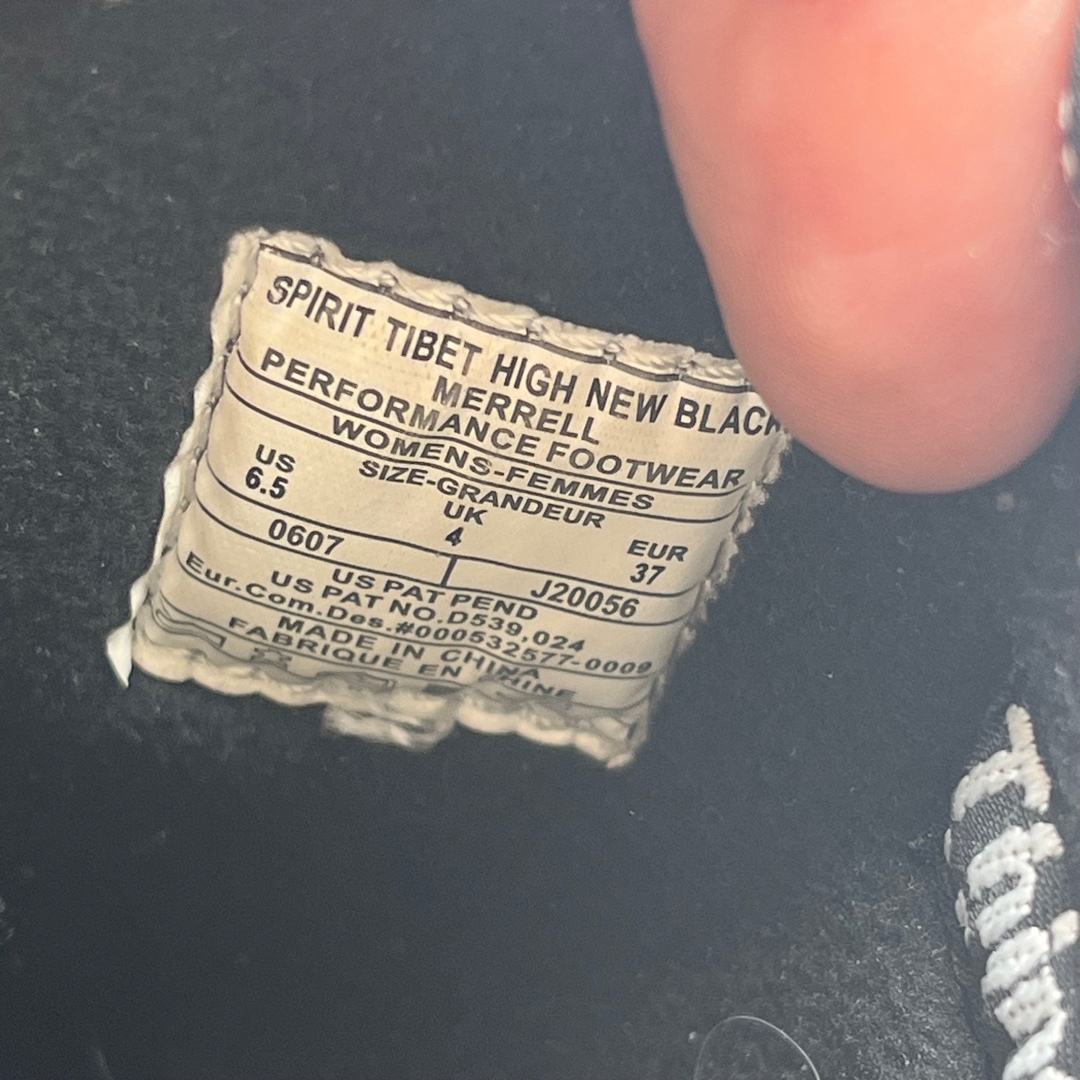 SPIRIT TIBET HIGH NEW BLACK
MERRELL
PERFORMANCE FOOTWEAR
WOMENS-FEMMES
SIZE-GRANDEUR
US UK EUR
6.5 4 37
0607 J20056
US PAT PEND
US PAT NO.D539,024
Eur.Com.Des.#000532577-0009
MADE IN CHINA
FABRIQUE EN CHINE